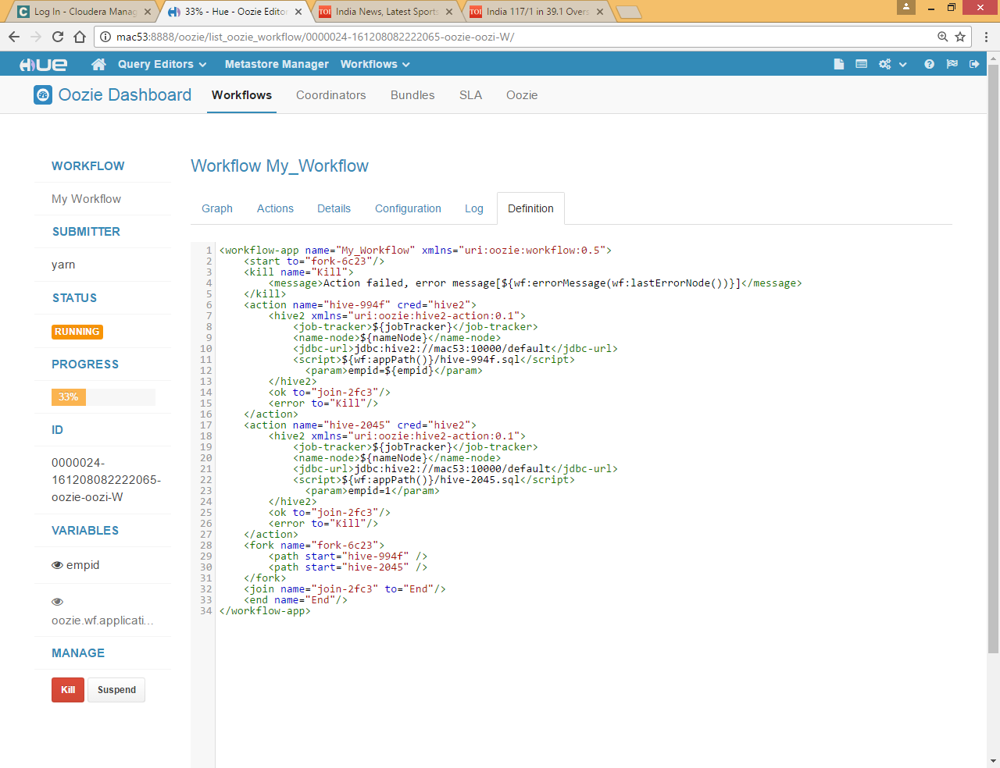 Log In - Cloudera Manag
33% - Hue - Oozie Editor
TOI India News, Latest Sports
TOI India 117/1 in 39.1 Overs
mac53:8888/oozie/list_oozie_workflow/0000024-161208082222065-oozie-oozi-W/
HUE Query Editors Metastore Manager Workflows
Oozie Dashboard Workflows Coordinators Bundles SLA Oozie
WORKFLOW
My Workflow
SUBMITTER
yarn
STATUS
RUNNING
PROGRESS
33%
ID
0000024-
161208082222065-
oozie-oozi-W
VARIABLES
empid
oozie.wf.applicati...
MANAGE
Kill Suspend
Workflow My_Workflow
Graph Actions Details Configuration Log Definition
1 <workflow-app name="My_Workflow" xmlns="uri:oozie:workflow:0.5">
2 <start to="fork-6c23"/>
3 <kill name="Kill">
4 <message>Action failed, error message[${wf:errorMessage(wf:lastErrorNode())}]</message>
5 </kill>
6 <action name="hive-994f" cred="hive2">
7 <hive2 xmlns="uri:oozie:hive2-action:0.1">
8 <job-tracker>${jobTracker}</job-tracker>
9 <name-node>${nameNode}</name-node>
10 <jdbc-url>jdbc:hive2://mac53:10000/default</jdbc-url>
11 <script>${wf:appPath()}/hive-994f.sql</script>
12 <param>empid=${empid}</param>
13 </hive2>
14 <ok to="join-2fc3"/>
15 <error to="Kill"/>
16 </action>
17 <action name="hive-2045" cred="hive2">
18 <hive2 xmlns="uri:oozie:hive2-action:0.1">
19 <job-tracker>${jobTracker}</job-tracker>
20 <name-node>${nameNode}</name-node>
21 <jdbc-url>jdbc:hive2://mac53:10000/default</jdbc-url>
22 <script>${wf:appPath()}/hive-2045.sql</script>
23 <param>empid=1</param>
24 </hive2>
25 <ok to="join-2fc3"/>
26 <error to="Kill"/>
27 </action>
28 <fork name="fork-6c23">
29 <path start="hive-994f" />
30 <path start="hive-2045" />
31 </fork>
32 <join name="join-2fc3" to="End"/>
33 <end name="End"/>
34 </workflow-app>